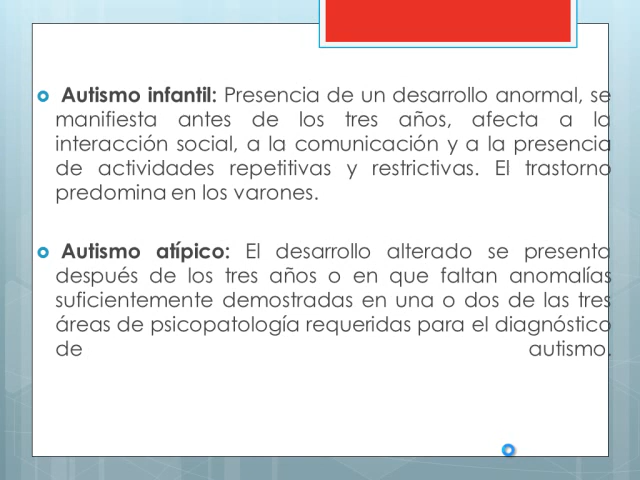 Autismo infantil: Presencia de un desarrollo anormal, se
manifiesta antes de los tres años, afecta a la
interacción social, a la comunicación y a la presencia
de actividades repetitivas y restrictivas. El trastorno
predomina en los varones.
Autismo atípico: El desarrollo alterado se presenta
después de los tres años o en que faltan anomalías
suficientemente demostradas en una o dos de las tres
áreas de psicopatología requeridas para el diagnóstico
de autismo.